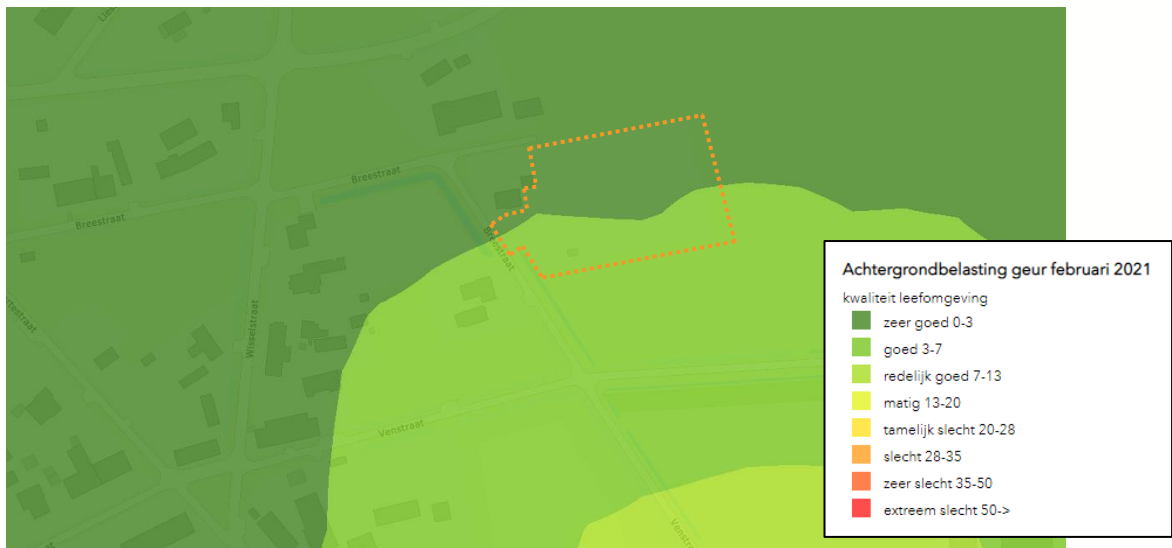 Breestraat
Breestraat
Breestraat
Wisselstraat
Venstraat
Achtergrondbelasting geur februari 2021
kwaliteit leefomgeving
zeer goed 0-3
goed 3-7
redelijk goed 7-13
matig 13-20
tamelijk slecht 20-28
slecht 28-35
zeer slecht 35-50
extreem slecht 50->